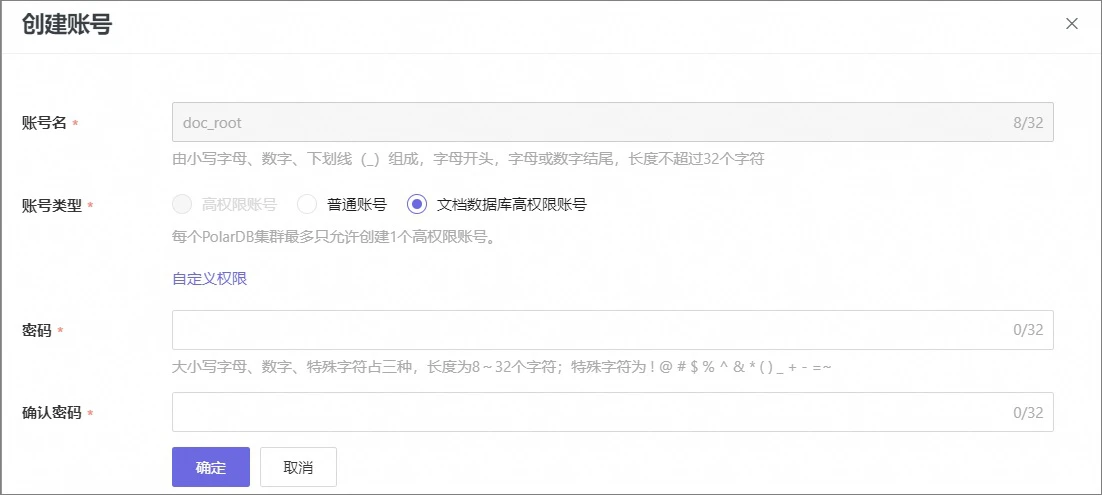 创建账号
账号名 *
doc_root 8/32
由小写字母、数字、下划线（_）组成，字母开头，字母或数字结尾，长度不超过32个字符
账号类型 * 高权限账号 普通账号 文档数据库高权限账号
每个PolarDB集群最多只允许创建1个高权限账号。
自定义权限
密码 * 0/32
大小写字母、数字、特殊字符占三种，长度为8～32个字符；特殊字符为 ! @ # $ % ^ & * ( ) _ + - = ~
确认密码 * 0/32
确定 取消